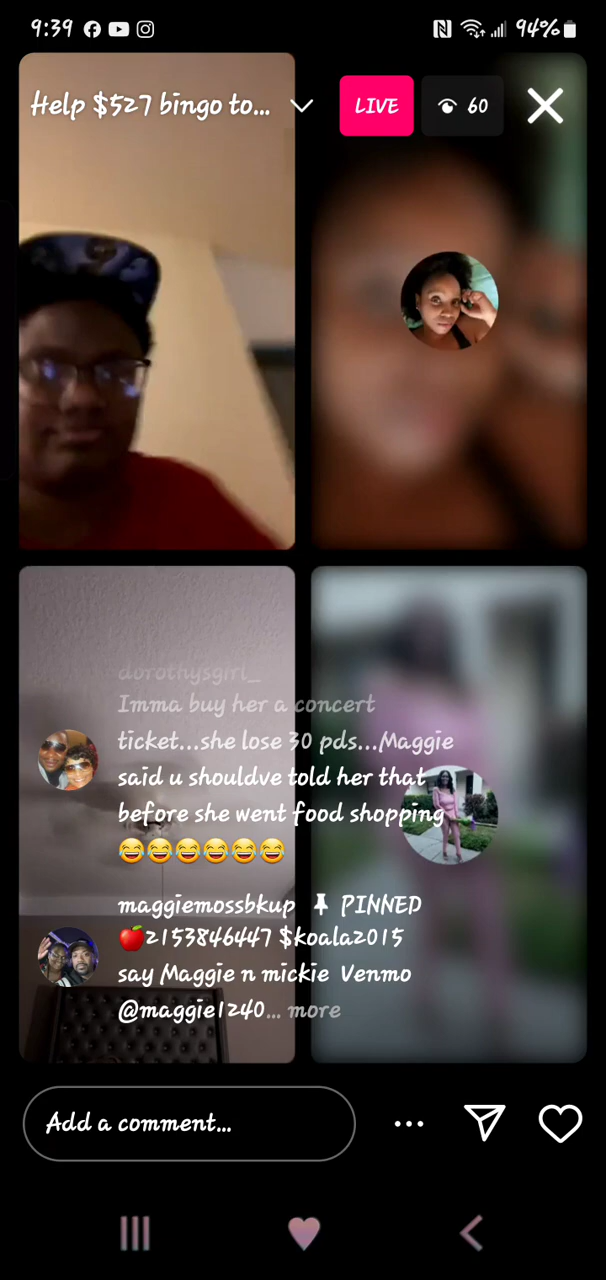 9:39
94%
Help $527 bingo to...
LIVE
60
dorothysgirl_
Imma buy her a concert
ticket...she lose 30 pds...Maggie
said u shouldve told her that
before she went food shopping
😂😂😂😂😂😂
maggiemossbkup 📌 PINNED
🍎2153846447 $koala2015
say Maggie n mickie Venmo
@maggie1240... more
Add a comment...